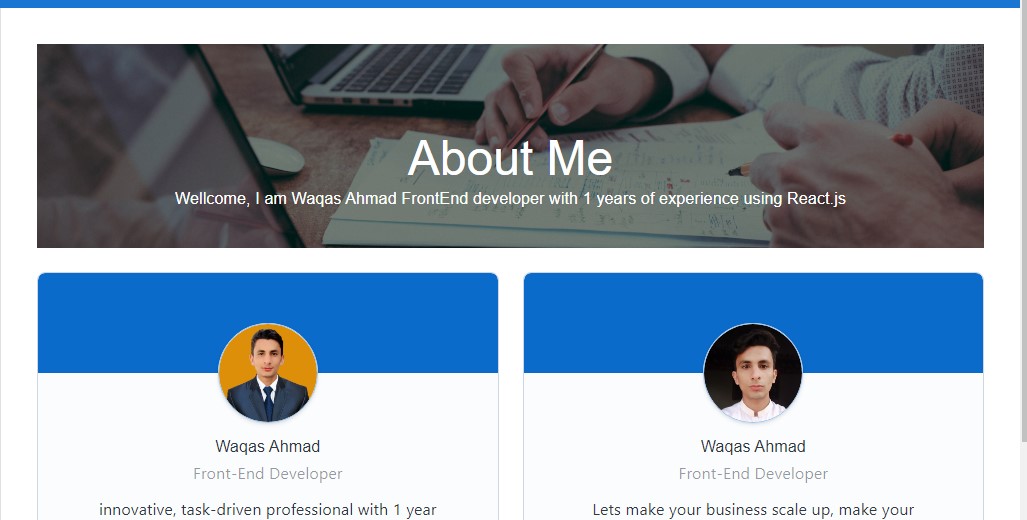 About Me
Wellcome, I am Waqas Ahmad FrontEnd developer with 1 years of experience using React.js
Waqas Ahmad
Front-End Developer
innovative, task-driven professional with 1 year
Waqas Ahmad
Front-End Developer
Lets make your business scale up, make your